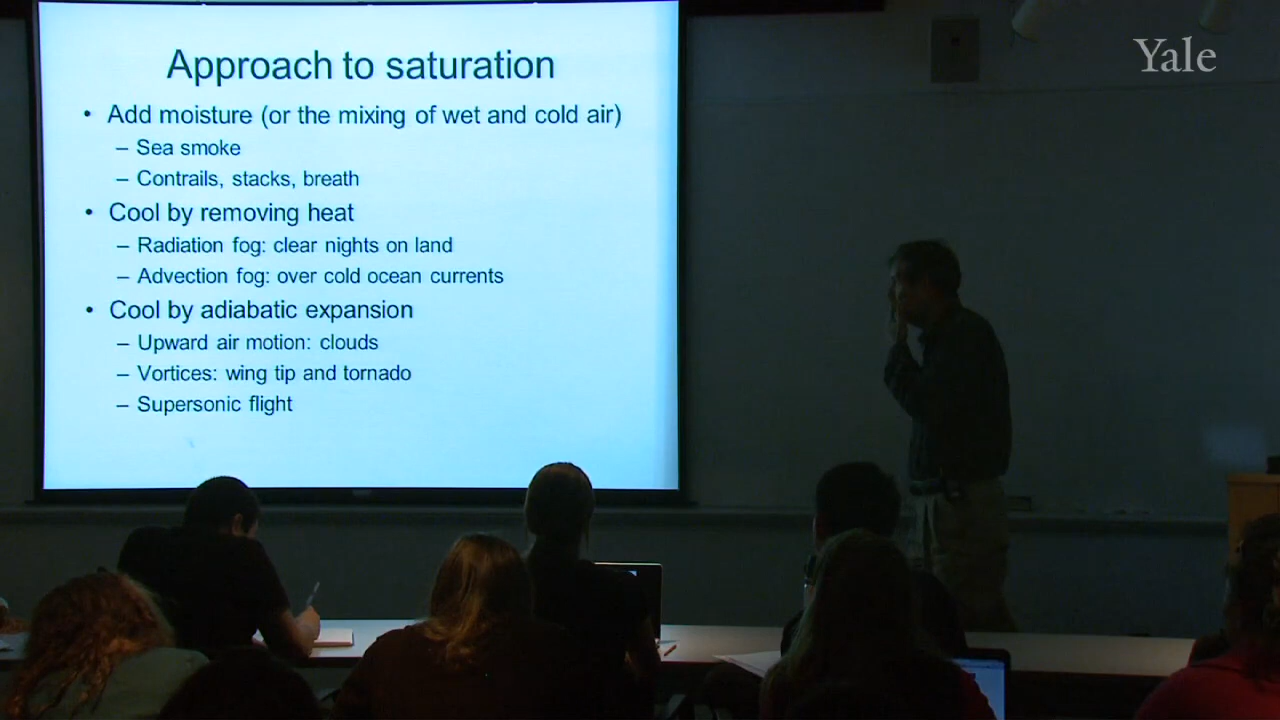 Approach to saturation
• Add moisture (or the mixing of wet and cold air)
– Sea smoke
– Contrails, stacks, breath
• Cool by removing heat
– Radiation fog: clear nights on land
– Advection fog: over cold ocean currents
• Cool by adiabatic expansion
– Upward air motion: clouds
– Vortices: wing tip and tornado
– Supersonic flight
Yale